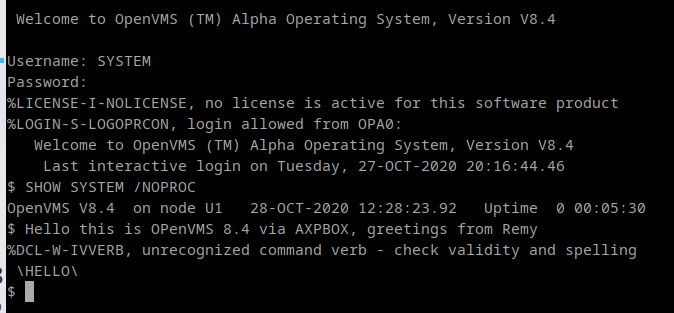 Welcome to OpenVMS (TM) Alpha Operating System, Version V8.4
Username: SYSTEM
Password:
%LICENSE-I-NOLICENSE, no license is active for this software product
%LOGIN-S-LOGOPRCON, login allowed from OPA0:
Welcome to OpenVMS (TM) Alpha Operating System, Version V8.4
Last interactive login on Tuesday, 27-OCT-2020 20:16:44.46
$ SHOW SYSTEM /NOPROC
OpenVMS V8.4  on node U1   28-OCT-2020 12:28:23.92   Uptime  0 00:05:30
$ Hello this is OPenVMS 8.4 via AXPBOX, greetings from Remy
%DCL-W-IVVERB, unrecognized command verb - check validity and spelling
\HELLO\
$